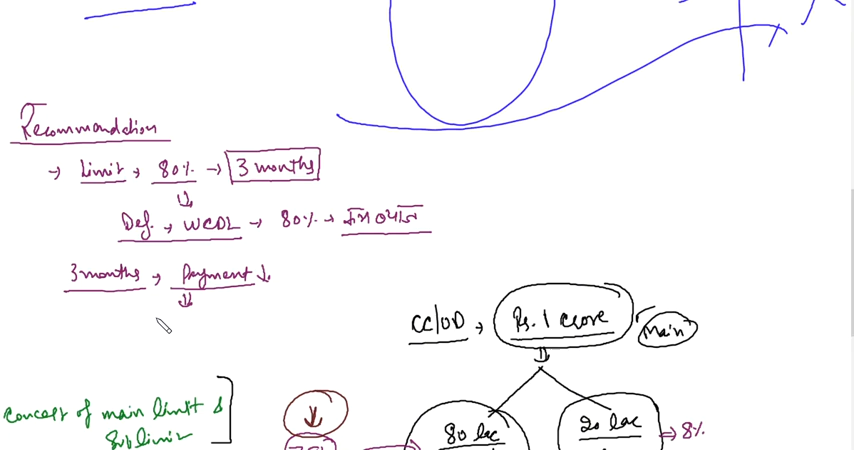 Recommendation
→ Limit → 80% → 3 months
Def. → WCDL → 80% →
3 months → Payment ↓
CC/OD → Rs. 1 crore
main
concept of main limit &
Sub limit
80 lac
20 lac → 8%